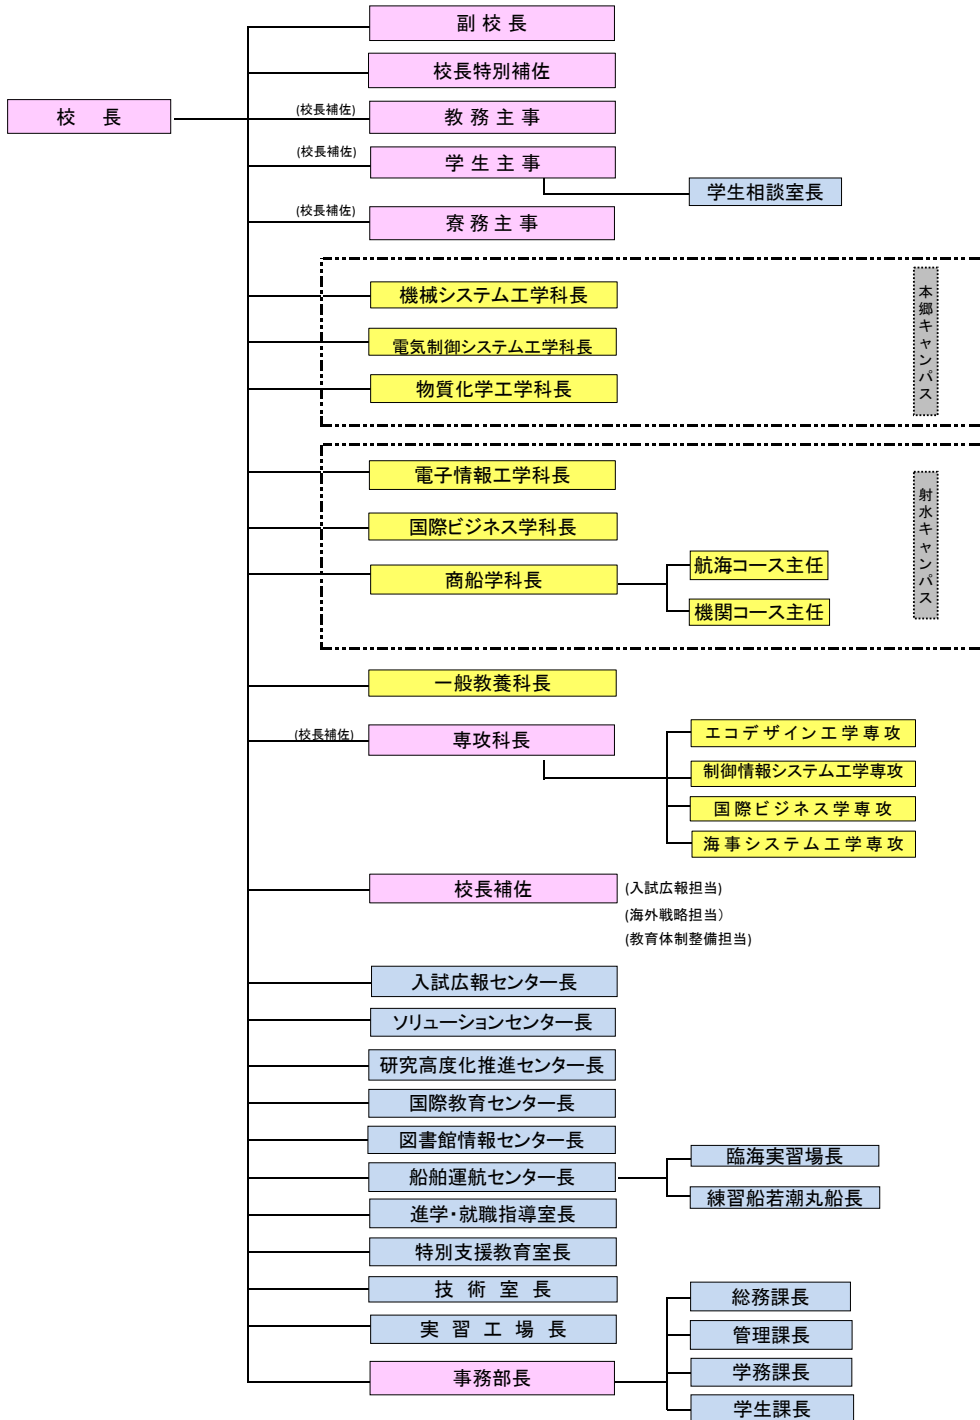 副 校 長
校長特別補佐
校　長
(校長補佐)
教 務 主 事
(校長補佐)
学 生 主 事
学生相談室長
(校長補佐)
寮 務 主 事
本郷キャンパス
機械システム工学科長
電気制御システム工学科長
物質化学工学科長
射水キャンパス
電子情報工学科長
国際ビジネス学科長
商船学科長
航海コース主任
機関コース主任
一般教養科長
(校長補佐)
専攻科長
エコデザイン工学専攻
制御情報システム工学専攻
国際ビジネス学専攻
海事システム工学専攻
校長補佐
(入試広報担当)
(海外戦略担当）
(教育体制整備担当)
入試広報センター長
ソリューションセンター長
研究高度化推進センター長
国際教育センター長
図書館情報センター長
船舶運航センター長
臨海実習場長
練習船若潮丸船長
進学・就職指導室長
特別支援教育室長
技 術 室 長
実 習 工 場 長
事務部長
総務課長
管理課長
学務課長
学生課長